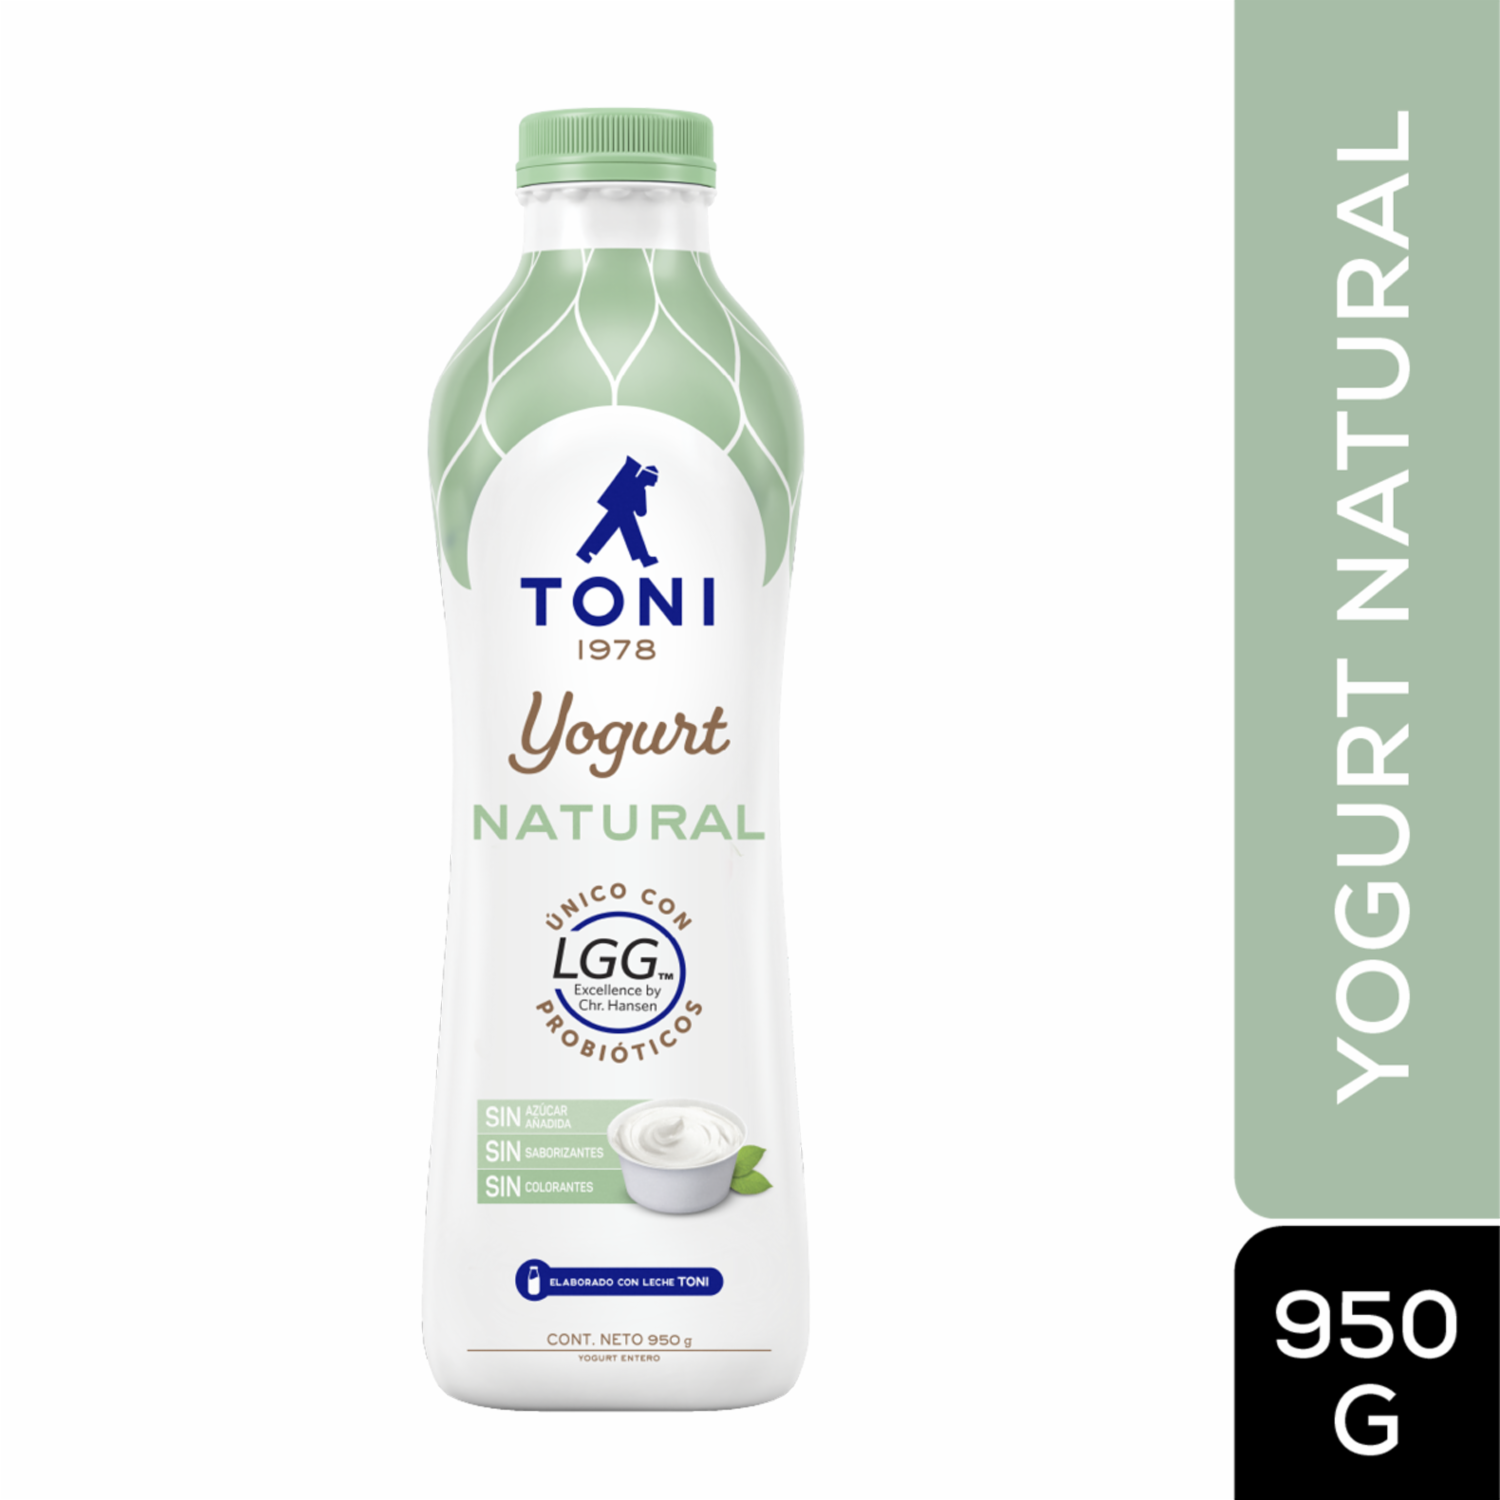 TONI
1978
Yogurt
NATURAL
ÚNICO CON
LGG™
Excellence by
Chr. Hansen
PROBIÓTICOS
SIN AZÚCAR AÑADIDA
SIN SABORIZANTES
SIN COLORANTES
ELABORADO CON LECHE TONI
CONT. NETO 950 g
YOGURT ENTERO
YOGURT NATURAL
950
G